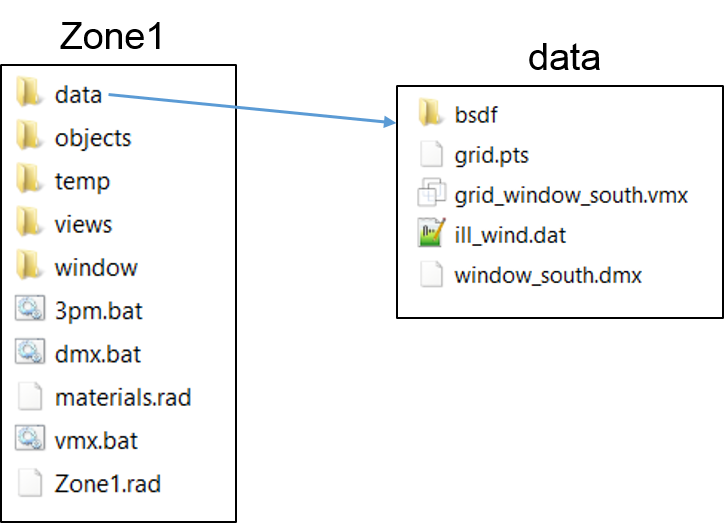 Zone1
data
objects
temp
views
window
3pm.bat
dmx.bat
materials.rad
vmx.bat
Zone1.rad
data
bsdf
grid.pts
grid_window_south.vmx
ill_wind.dat
window_south.dmx